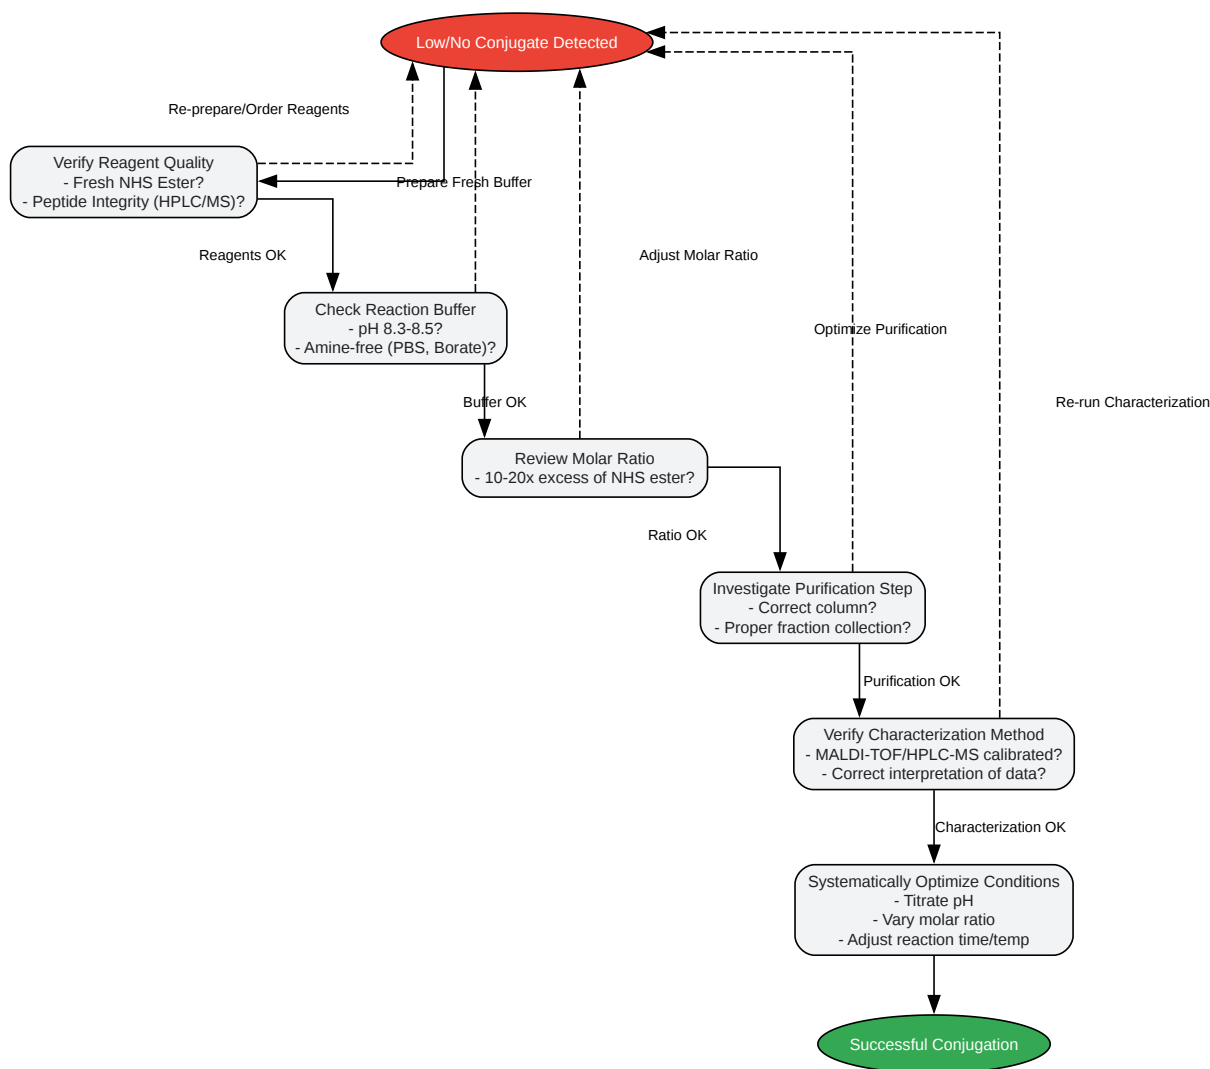 Low/No Conjugate Detected
Re-prepare/Order Reagents
Verify Reagent Quality
- Fresh NHS Ester?
- Peptide Integrity (HPLC/MS)?
Prepare Fresh Buffer
Reagents OK
Adjust Molar Ratio
Check Reaction Buffer
- pH 8.3-8.5?
- Amine-free (PBS, Borate)?
Optimize Purification
Buffer OK
Re-run Characterization
Review Molar Ratio
- 10-20x excess of NHS ester?
Ratio OK
Investigate Purification Step
- Correct column?
- Proper fraction collection?
Purification OK
Verify Characterization Method
- MALDI-TOF/HPLC-MS calibrated?
- Correct interpretation of data?
Characterization OK
Systematically Optimize Conditions
- Titrate pH
- Vary molar ratio
- Adjust reaction time/temp
Successful Conjugation